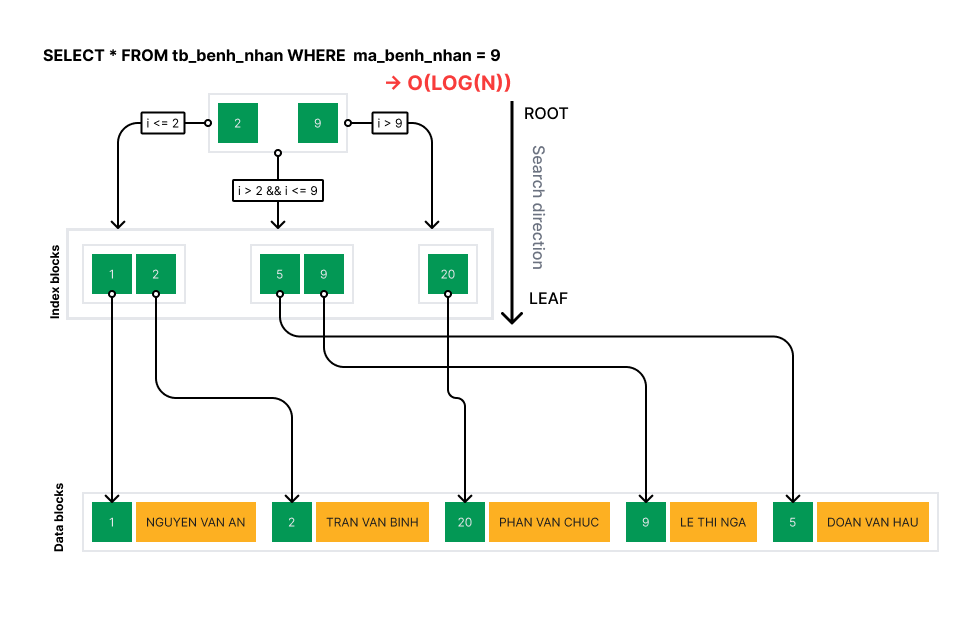 SELECT * FROM tb_benh_nhan WHERE ma_benh_nhan = 9
→ O(LOG(N))
ROOT
2
9
i <= 2
i > 9
i > 2 && i <= 9
Search direction
LEAF
Index blocks
1
2
5
9
20
Data blocks
1
NGUYEN VAN AN
2
TRAN VAN BINH
20
PHAN VAN CHUC
9
LE THI NGA
5
DOAN VAN HAU